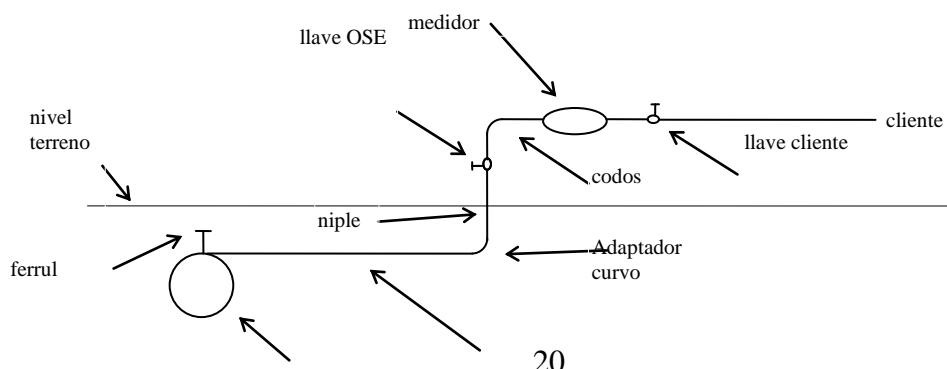 medidor
llave OSE
nivel
terreno
cliente
llave cliente
codos
niple
Adaptador
curvo
ferrul
20